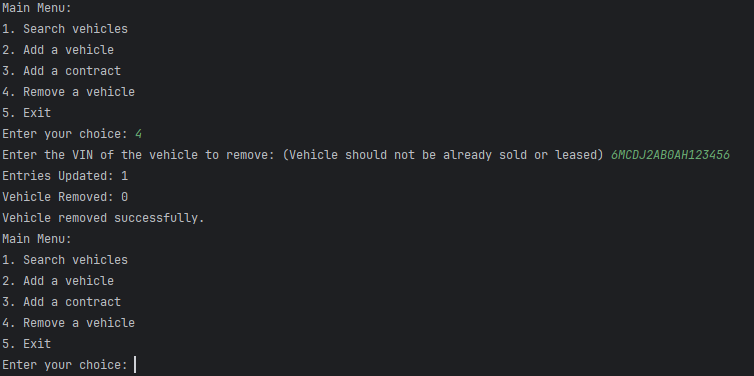 Main Menu:
1. Search vehicles
2. Add a vehicle
3. Add a contract
4. Remove a vehicle
5. Exit
Enter your choice: 4
Enter the VIN of the vehicle to remove: (Vehicle should not be already sold or leased) 6MCDJ2AB0AH123456
Entries Updated: 1
Vehicle Removed: 0
Vehicle removed successfully.
Main Menu:
1. Search vehicles
2. Add a vehicle
3. Add a contract
4. Remove a vehicle
5. Exit
Enter your choice: